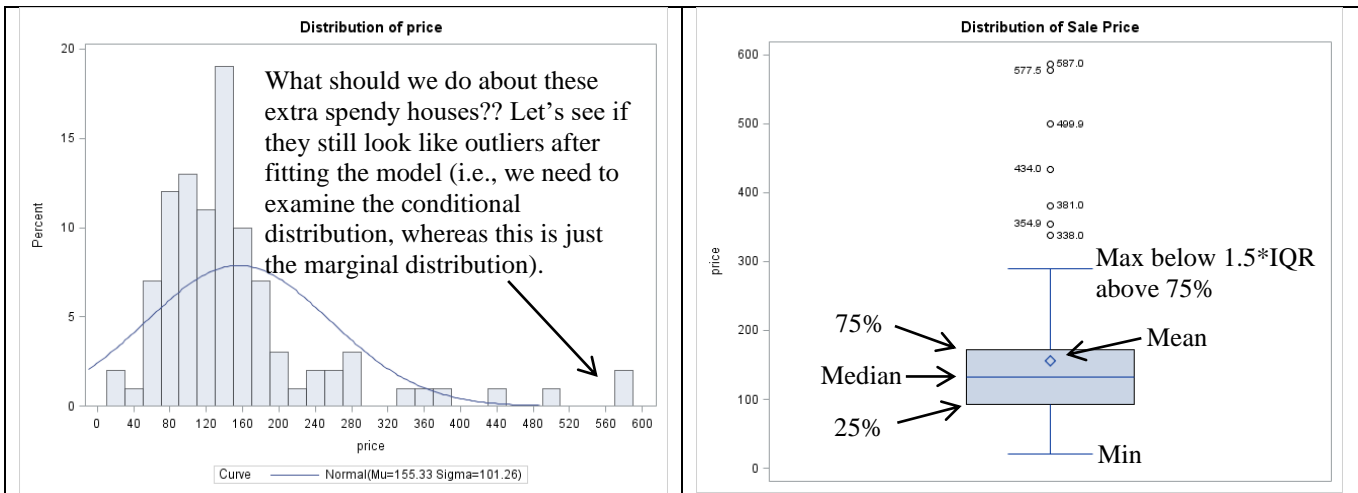 Distribution of price
20
15
10
5
0
Percent
What should we do about these
extra spendy houses?? Let’s see if
they still look like outliers after
fitting the model (i.e., we need to
examine the conditional
distribution, whereas this is just
the marginal distribution).
0 40 80 120 160 200 240 280 320 360 400 440 480 520 560 600
price
Curve Normal(Mu=155.33 Sigma=101.26)
Distribution of Sale Price
600
500
400
300
200
100
0
price
587.0
577.5
499.9
434.0
381.0
354.9
338.0
Max below 1.5*IQR
above 75%
75%
Mean
Median
25%
Min